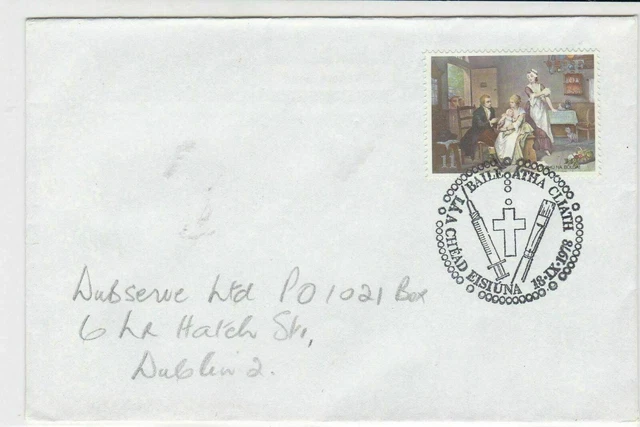 LÁ A CHÉAD EISIÚNA
BAILE ÁTHA CLIATH
18·IX·1978
Dubserve Ltd PO 1021 Box
6 Lr Hatch St.,
Dublin 2.